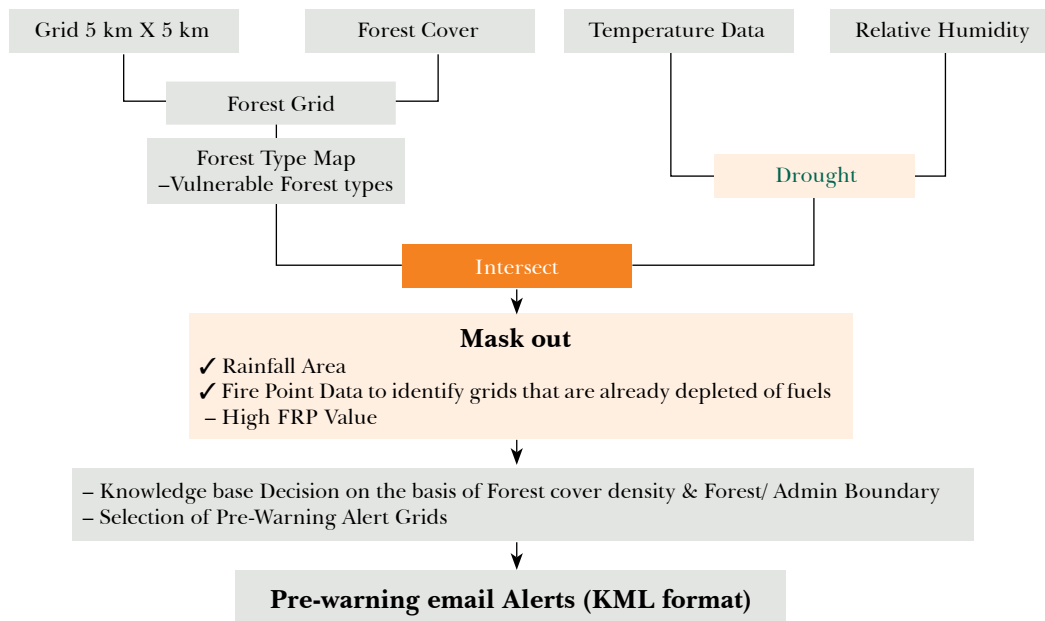 Grid 5 km X 5 km
Forest Cover
Temperature Data
Relative Humidity
Forest Grid
Forest Type Map
–Vulnerable Forest types
Drought
Intersect
Mask out
✓ Rainfall Area
✓ Fire Point Data to identify grids that are already depleted of fuels
– High FRP Value
– Knowledge base Decision on the basis of Forest cover density & Forest/ Admin Boundary
– Selection of Pre-Warning Alert Grids
Pre-warning email Alerts (KML format)